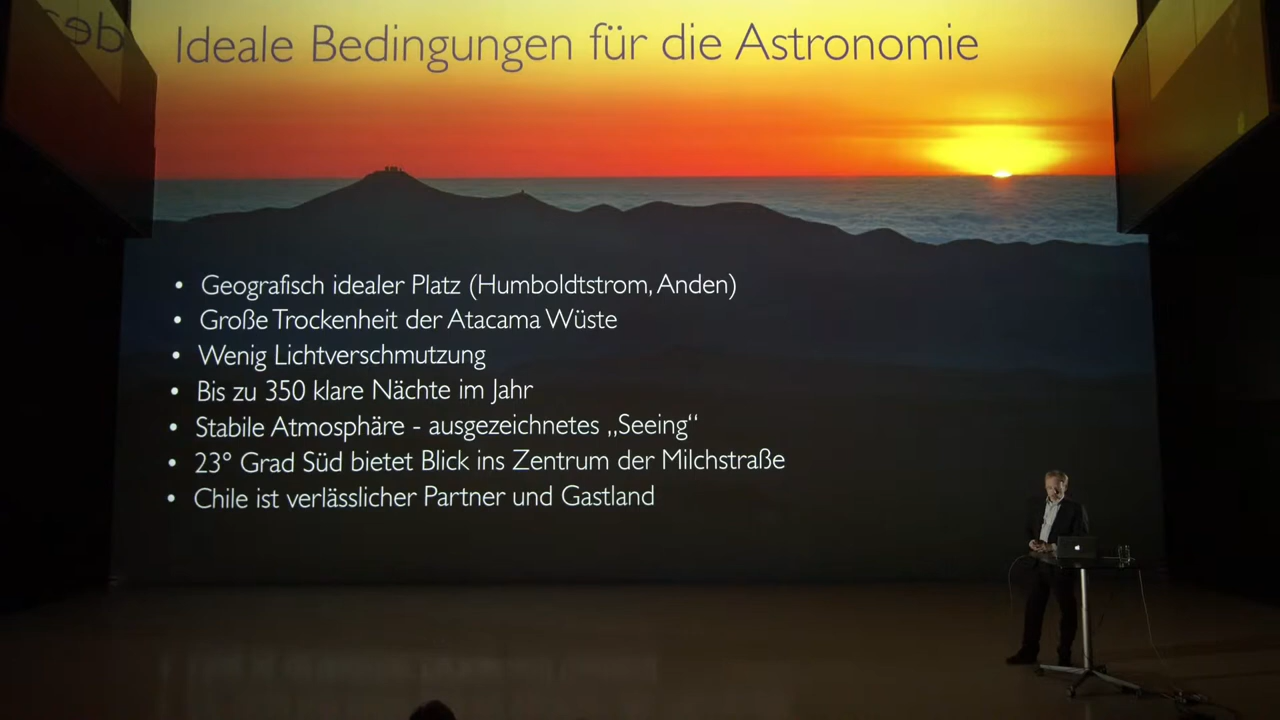 Ideale Bedingungen für die Astronomie
• Geografisch idealer Platz (Humboldtstrom, Anden)
• Große Trockenheit der Atacama Wüste
• Wenig Lichtverschmutzung
• Bis zu 350 klare Nächte im Jahr
• Stabile Atmosphäre - ausgezeichnetes „Seeing“
• 23° Grad Süd bietet Blick ins Zentrum der Milchstraße
• Chile ist verlässlicher Partner und Gastland